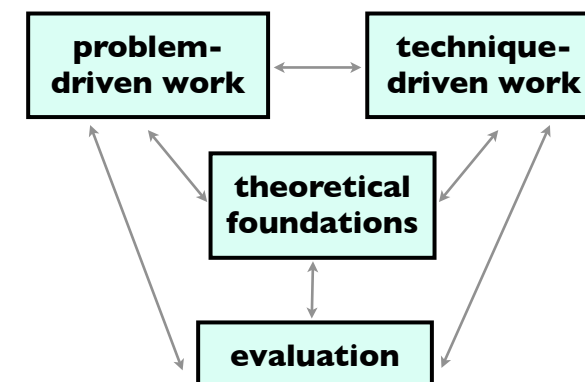 problem-
driven work
technique-
driven work
theoretical
foundations
evaluation